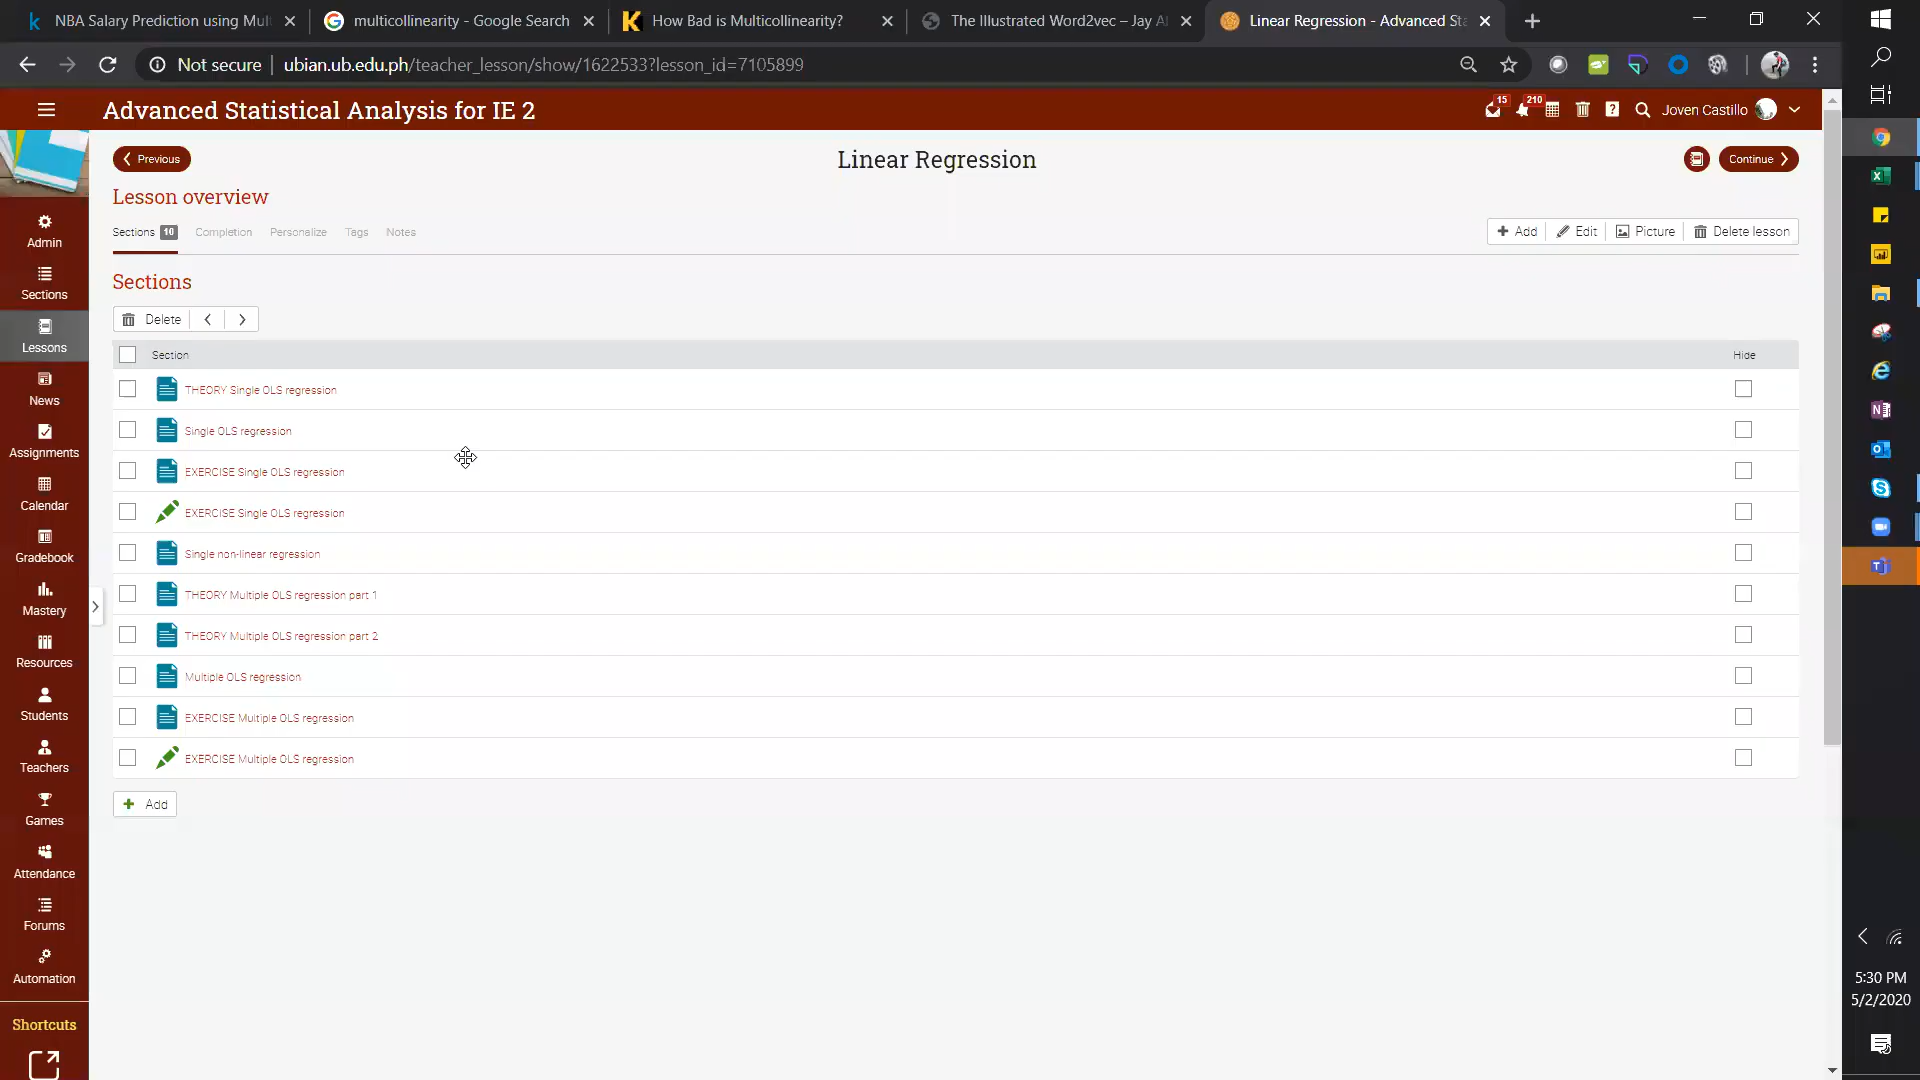 NBA Salary Prediction using Mul
multicollinearity - Google Search
How Bad is Multicollinearity?
The Illustrated Word2vec – Jay Al
Linear Regression - Advanced Sta
Not secure
ubian.ub.edu.ph/teacher_lesson/show/1622533?lesson_id=7105899
Advanced Statistical Analysis for IE 2
15
210
Joven Castillo
Previous
Linear Regression
Continue
Lesson overview
Sections 10
Completion
Personalize
Tags
Notes
Add
Edit
Picture
Delete lesson
Sections
Delete
Section
Hide
THEORY Single OLS regression
Single OLS regression
EXERCISE Single OLS regression
EXERCISE Single OLS regression
Single non-linear regression
THEORY Multiple OLS regression part 1
THEORY Multiple OLS regression part 2
Multiple OLS regression
EXERCISE Multiple OLS regression
EXERCISE Multiple OLS regression
Add
Admin
Sections
Lessons
News
Assignments
Calendar
Gradebook
Mastery
Resources
Students
Teachers
Games
Attendance
Forums
Automation
Shortcuts
5:30 PM
5/2/2020